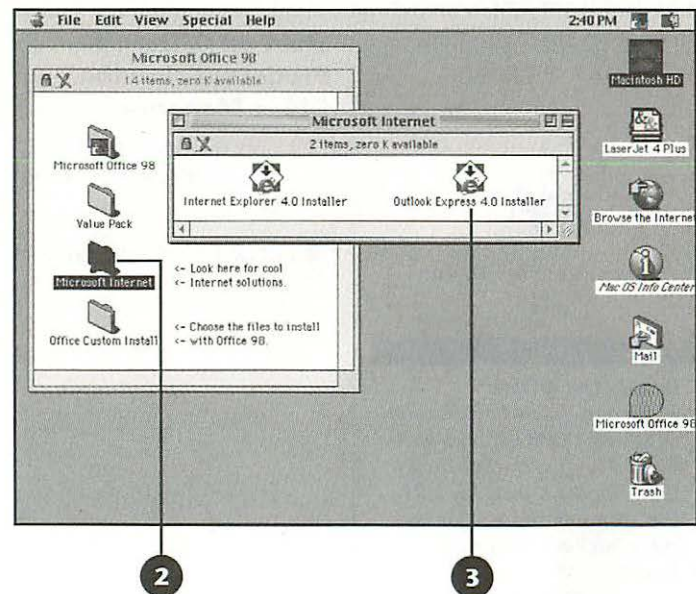 File Edit View Special Help 2:40 PM
Microsoft Office 98
14 items, zero K available
Microsoft Office 98
Value Pack
Microsoft Internet
<- Look here for cool
<- Internet solutions.
Office Custom Install
<- Choose the files to install
<- with Office 98.
Microsoft Internet
2 items, zero K available
Internet Explorer 4.0 Installer
Outlook Express 4.0 Installer
Macintosh HD
LaserJet 4 Plus
Browse the Internet
Mac OS Info Center
Mail
Microsoft Office 98
Trash
2
3